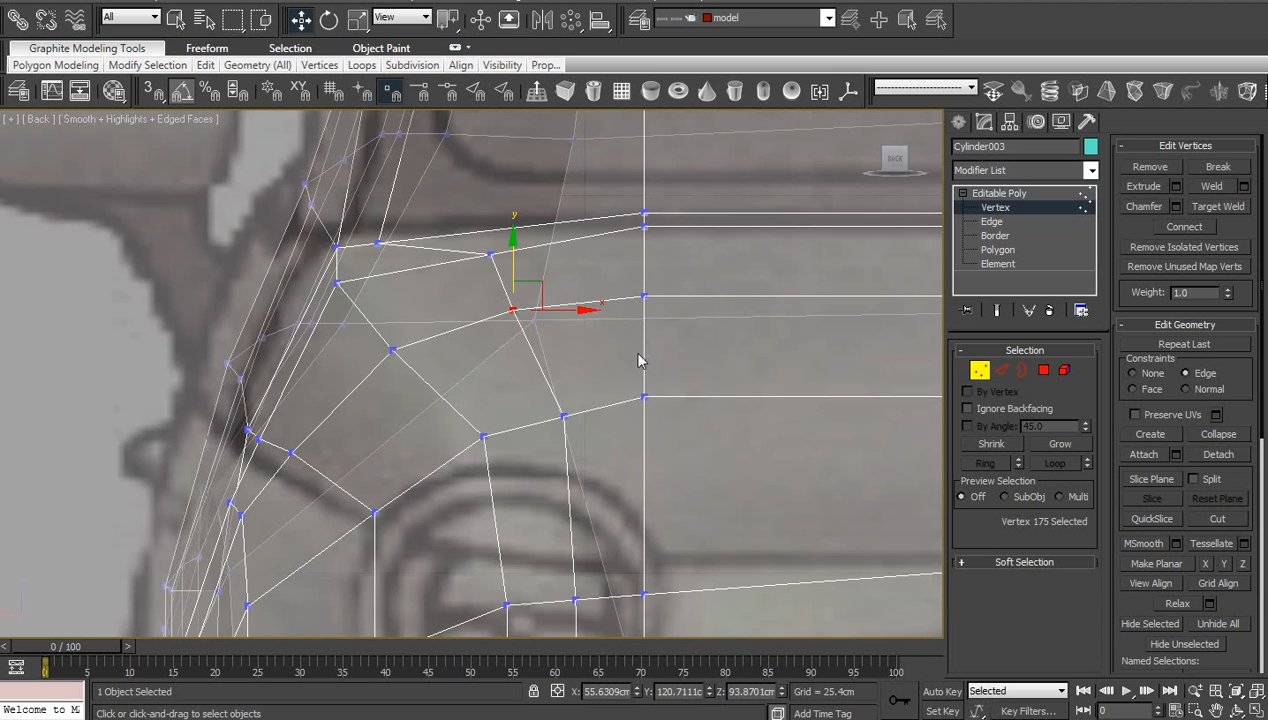 All
View
model
Graphite Modeling Tools Freeform Selection Object Paint
Polygon Modeling Modify Selection Edit Geometry (All) Vertices Loops Subdivision Align Visibility Prop...
3 % XY
[ + ] [ Back ] [ Smooth + Highlights + Edged Faces ]
BACK
y
x
Cylinder003
Modifier List
Editable Poly
Vertex
Edge
Border
Polygon
Element
Selection
By Vertex
Ignore Backfacing
By Angle: 45.0
Shrink Grow
Ring Loop
Preview Selection
Off SubObj Multi
Vertex 175 Selected
Soft Selection
Edit Vertices
Remove Break
Extrude Weld
Chamfer Target Weld
Connect
Remove Isolated Vertices
Remove Unused Map Verts
Weight: 1.0
Edit Geometry
Repeat Last
Constraints
None Edge
Face Normal
Preserve UVs
Create Collapse
Attach Detach
Slice Plane Split
Slice Reset Plane
QuickSlice Cut
MSmooth Tessellate
Make Planar X Y Z
View Align Grid Align
Relax
Hide Selected Unhide All
Hide Unselected
Named Selections:
< 0 / 100 >
5 10 15 20 25 30 35 40 45 50 55 60 65 70 75 80 85 90 95 100
1 Object Selected X: 55.6309cm Y: 120.7111c Z: 93.8701cm Grid = 25.4cm Auto Key Selected
Welcome to M Click or click-and-drag to select objects Add Time Tag Set Key Key Filters... 0